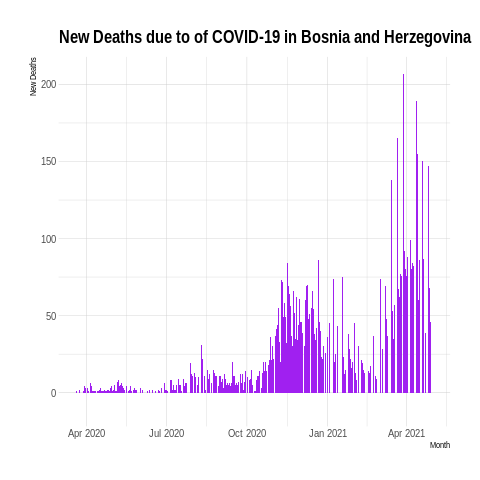 New Deaths due to of COVID-19 in Bosnia and Herzegovina
New Deaths
200
150
100
50
0
Apr 2020 Jul 2020 Oct 2020 Jan 2021 Apr 2021
Month